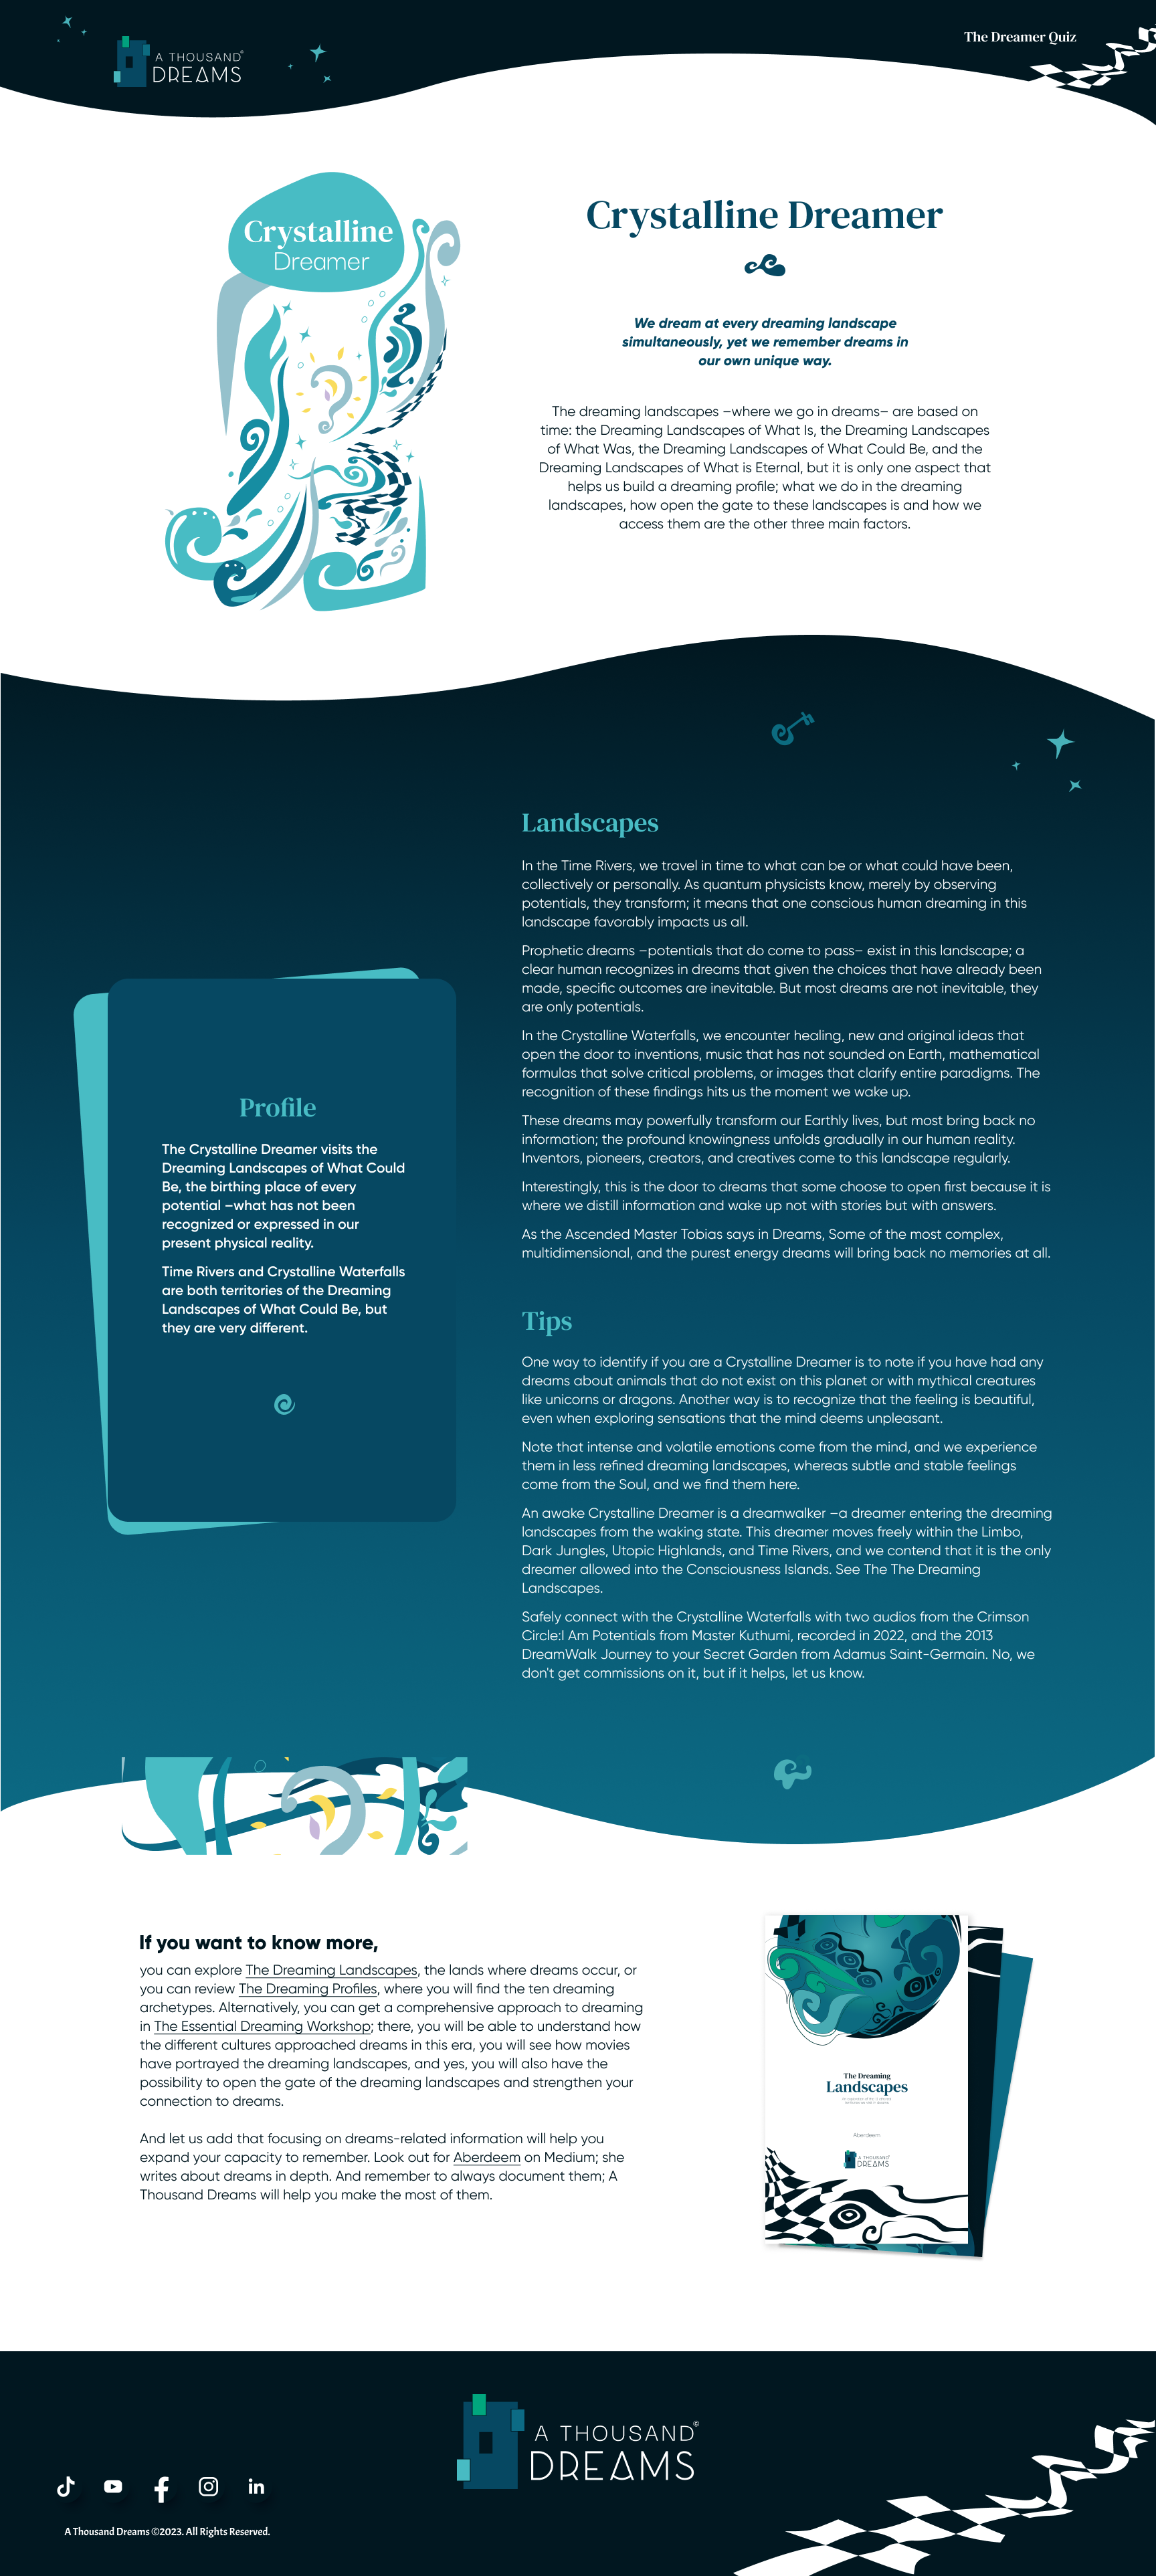 A THOUSAND®
DREAMS
The Dreamer Quiz
Crystalline
Dreamer
Crystalline Dreamer
We dream at every dreaming landscape
simultaneously, yet we remember dreams in
our own unique way.
The dreaming landscapes –where we go in dreams– are based on
time: the Dreaming Landscapes of What Is, the Dreaming Landscapes
of What Was, the Dreaming Landscapes of What Could Be, and the
Dreaming Landscapes of What is Eternal, but it is only one aspect that
helps us build a dreaming profile; what we do in the dreaming
landscapes, how open the gate to these landscapes is and how we
access them are the other three main factors.
Profile
The Crystalline Dreamer visits the
Dreaming Landscapes of What Could
Be, the birthing place of every
potential –what has not been
recognized or expressed in our
present physical reality.
Time Rivers and Crystalline Waterfalls
are both territories of the Dreaming
Landscapes of What Could Be, but
they are very different.
Landscapes
In the Time Rivers, we travel in time to what can be or what could have been,
collectively or personally. As quantum physicists know, merely by observing
potentials, they transform; it means that one conscious human dreaming in this
landscape favorably impacts us all.
Prophetic dreams –potentials that do come to pass– exist in this landscape; a
clear human recognizes in dreams that given the choices that have already been
made, specific outcomes are inevitable. But most dreams are not inevitable, they
are only potentials.
In the Crystalline Waterfalls, we encounter healing, new and original ideas that
open the door to inventions, music that has not sounded on Earth, mathematical
formulas that solve critical problems, or images that clarify entire paradigms. The
recognition of these findings hits us the moment we wake up.
These dreams may powerfully transform our Earthly lives, but most bring back no
information; the profound knowingness unfolds gradually in our human reality.
Inventors, pioneers, creators, and creatives come to this landscape regularly.
Interestingly, this is the door to dreams that some choose to open first because it is
where we distill information and wake up not with stories but with answers.
As the Ascended Master Tobias says in Dreams, Some of the most complex,
multidimensional, and the purest energy dreams will bring back no memories at all.
Tips
One way to identify if you are a Crystalline Dreamer is to note if you have had any
dreams about animals that do not exist on this planet or with mythical creatures
like unicorns or dragons. Another way is to recognize that the feeling is beautiful,
even when exploring sensations that the mind deems unpleasant.
Note that intense and volatile emotions come from the mind, and we experience
them in less refined dreaming landscapes, whereas subtle and stable feelings
come from the Soul, and we find them here.
An awake Crystalline Dreamer is a dreamwalker –a dreamer entering the dreaming
landscapes from the waking state. This dreamer moves freely within the Limbo,
Dark Jungles, Utopic Highlands, and Time Rivers, and we contend that it is the only
dreamer allowed into the Consciousness Islands. See The The Dreaming
Landscapes.
Safely connect with the Crystalline Waterfalls with two audios from the Crimson
Circle:I Am Potentials from Master Kuthumi, recorded in 2022, and the 2013
DreamWalk Journey to your Secret Garden from Adamus Saint-Germain. No, we
don't get commissions on it, but if it helps, let us know.
If you want to know more,
you can explore The Dreaming Landscapes, the lands where dreams occur, or
you can review The Dreaming Profiles, where you will find the ten dreaming
archetypes. Alternatively, you can get a comprehensive approach to dreaming
in The Essential Dreaming Workshop; there, you will be able to understand how
the different cultures approached dreams in this era, you will see how movies
have portrayed the dreaming landscapes, and yes, you will also have the
possibility to open the gate of the dreaming landscapes and strengthen your
connection to dreams.
And let us add that focusing on dreams-related information will help you
expand your capacity to remember. Look out for Aberdeem on Medium; she
writes about dreams in depth. And remember to always document them; A
Thousand Dreams will help you make the most of them.
The Dreaming
Landscapes
Aberdeem
A THOUSAND
DREAMS
A THOUSAND©
DREAMS
A Thousand Dreams ©2023. All Rights Reserved.